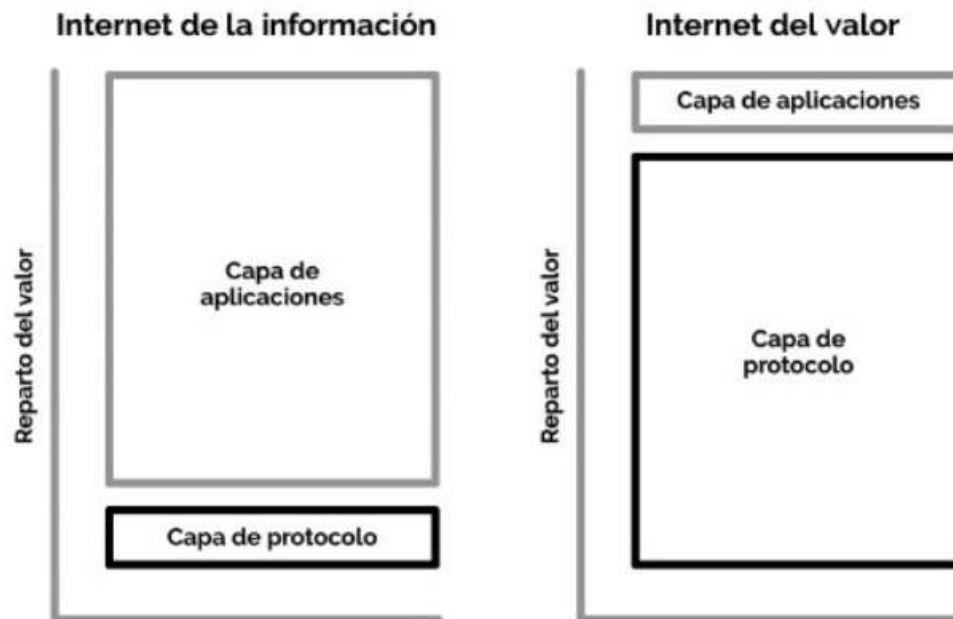 Internet de la información
Reparto del valor
Capa de
aplicaciones
Capa de protocolo
Internet del valor
Reparto del valor
Capa de aplicaciones
Capa de
protocolo